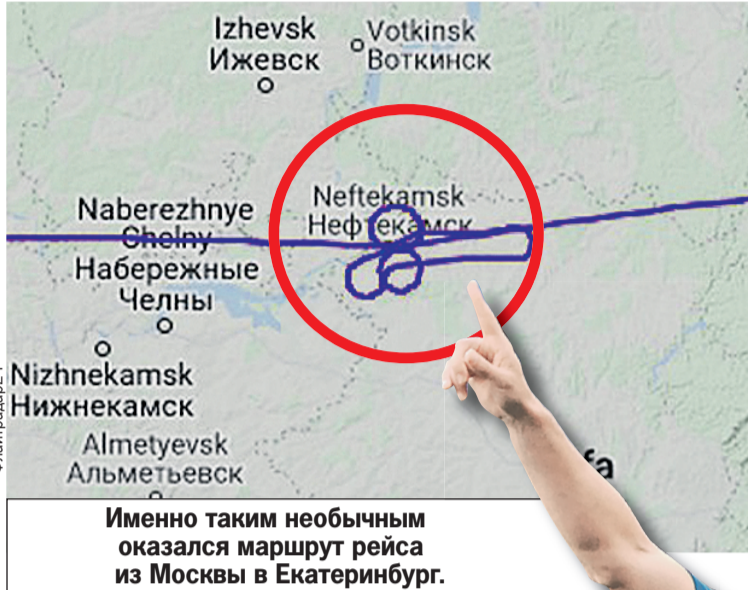 Izhevsk
Ижевск
Votkinsk
Воткинск
Neftekamsk
Нефтекамск
Naberezhnye
Chelny
Набережные
Челны
Nizhnekamsk
Нижнекамск
Almetyevsk
Альметьевск
fa
Именно таким необычным
оказался маршрут рейса
из Москвы в Екатеринбург.